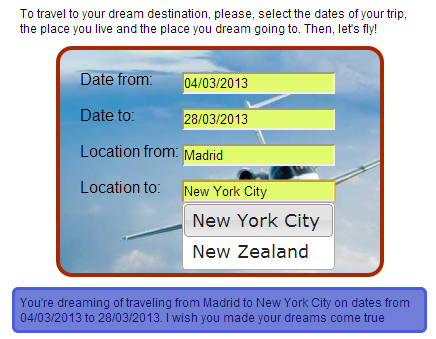 To travel to your dream destination, please, select the dates of your trip,
the place you live and the place you dream going to. Then, let's fly!
Date from: 04/03/2013
Date to: 28/03/2013
Location from: Madrid
Location to: New York City
New York City
New Zealand
You're dreaming of traveling from Madrid to New York City on dates from
04/03/2013 to 28/03/2013. I wish you made your dreams come true